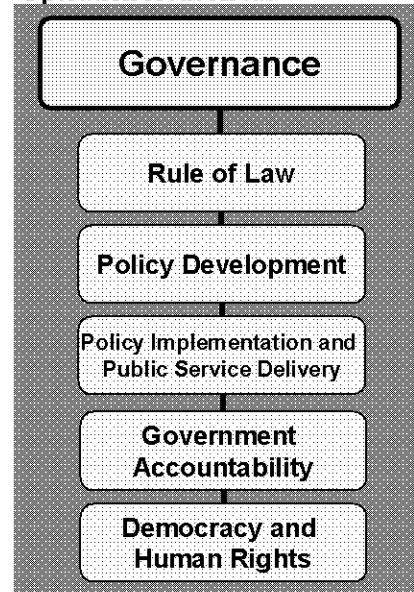 Governance
Rule of Law
Policy Development
Policy Implementation and
Public Service Delivery
Government
Accountability
Democracy and
Human Rights